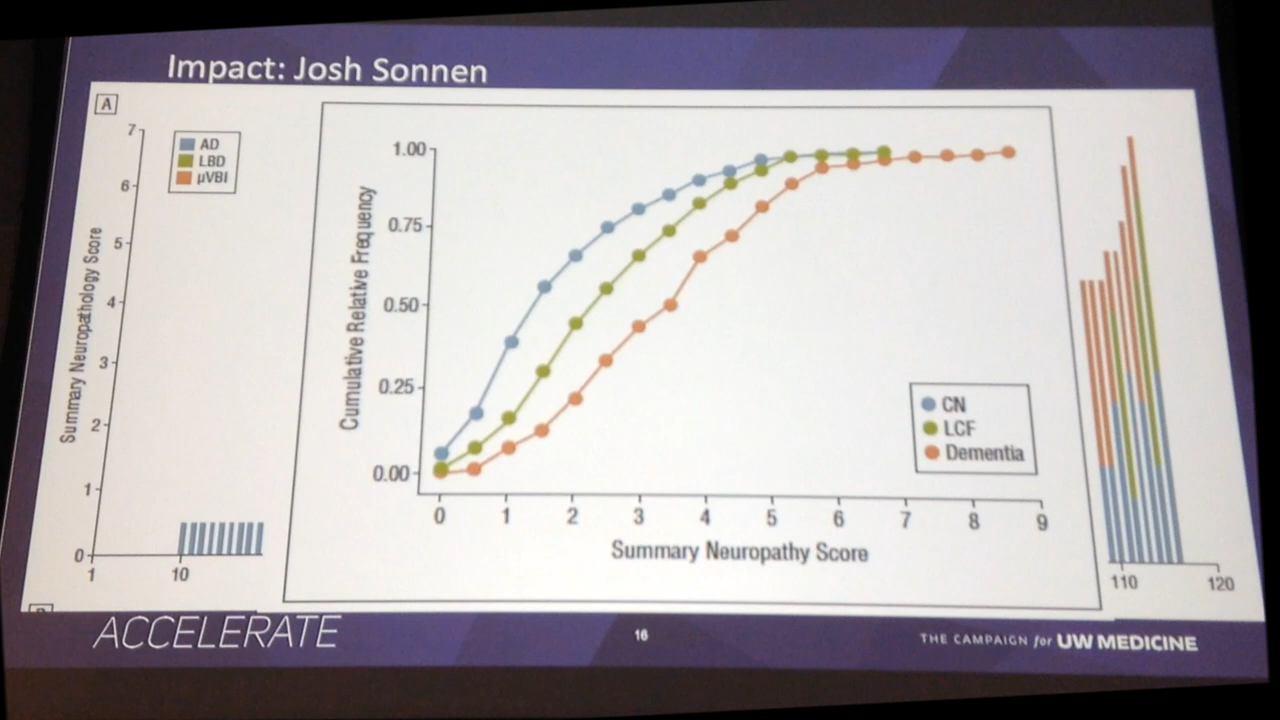 Impact: Josh Sonnen
A
7
6
5
4
3
2
1
0
Summary Neuropathology Score
AD
LBD
µVBI
1
10
1.00
0.75
0.50
0.25
0.00
Cumulative Relative Frequency
CN
LCF
Dementia
0 1 2 3 4 5 6 7 8 9
Summary Neuropathy Score
110
120
ACCELERATE
16
THE CAMPAIGN for UW MEDICINE